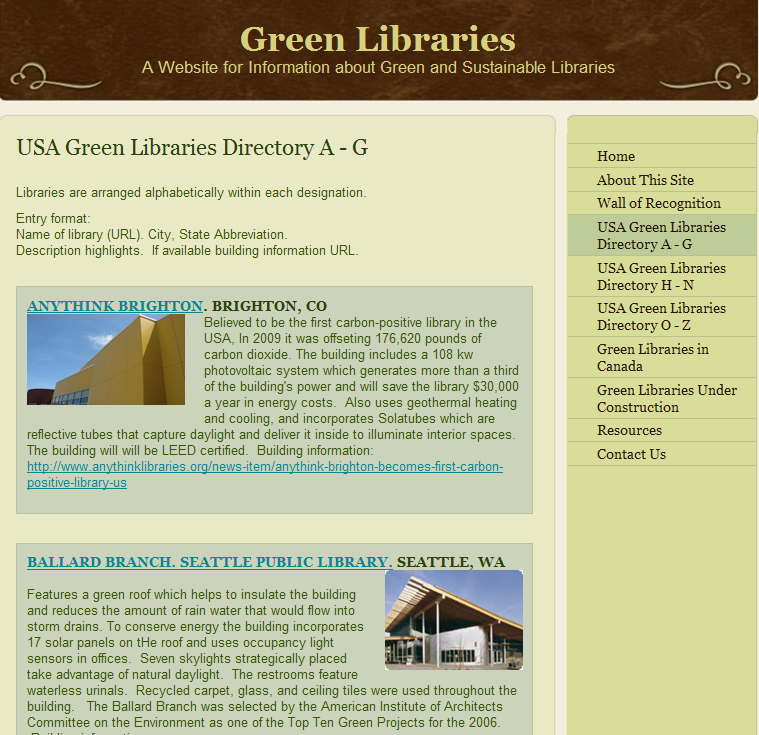 Green Libraries
A Website for Information about Green and Sustainable Libraries
USA Green Libraries Directory A - G
Libraries are arranged alphabetically within each designation.
Entry format:
Name of library (URL). City, State Abbreviation.
Description highlights.  If available building information URL.
ANYTHINK BRIGHTON. BRIGHTON, CO
Believed to be the first carbon-positive library in the
USA, In 2009 it was offseting 176,620 pounds of
carbon dioxide. The building includes a 108 kw
photovoltaic system which generates more than a third
of the building's power and will save the library $30,000
a year in energy costs.  Also uses geothermal heating
and cooling, and incorporates Solatubes which are
reflective tubes that capture daylight and deliver it inside to illuminate interior spaces.
The building will will be LEED certified.  Building information:
http://www.anythinklibraries.org/news-item/anythink-brighton-becomes-first-carbon-
positive-library-us
BALLARD BRANCH. SEATTLE PUBLIC LIBRARY. SEATTLE, WA
Features a green roof which helps to insulate the building
and reduces the amount of rain water that would flow into
storm drains. To conserve energy the building incorporates
17 solar panels on tHe roof and uses occupancy light
sensors in offices.  Seven skylights strategically placed
take advantage of natural daylight.  The restrooms feature
waterless urinals.  Recycled carpet, glass, and ceiling tiles were used throughout the
building.   The Ballard Branch was selected by the American Institute of Architects
Committee on the Environment as one of the Top Ten Green Projects for the 2006.
Home
About This Site
Wall of Recognition
USA Green Libraries
Directory A - G
USA Green Libraries
Directory H - N
USA Green Libraries
Directory O - Z
Green Libraries in
Canada
Green Libraries Under
Construction
Resources
Contact Us